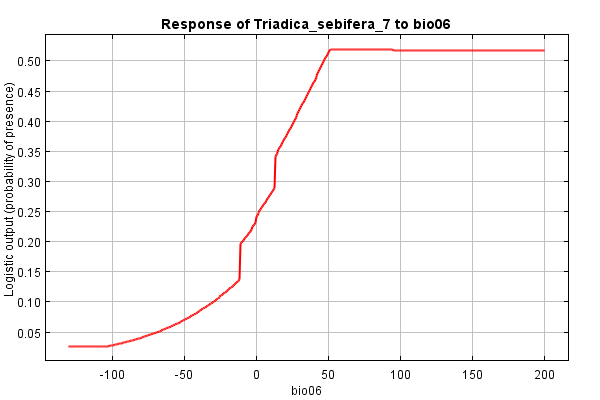 Response of Triadica_sebifera_7 to bio06
Logistic output (probability of presence)
0.50
0.45
0.40
0.35
0.30
0.25
0.20
0.15
0.10
0.05
-100 -50 0 50 100 150 200
bio06